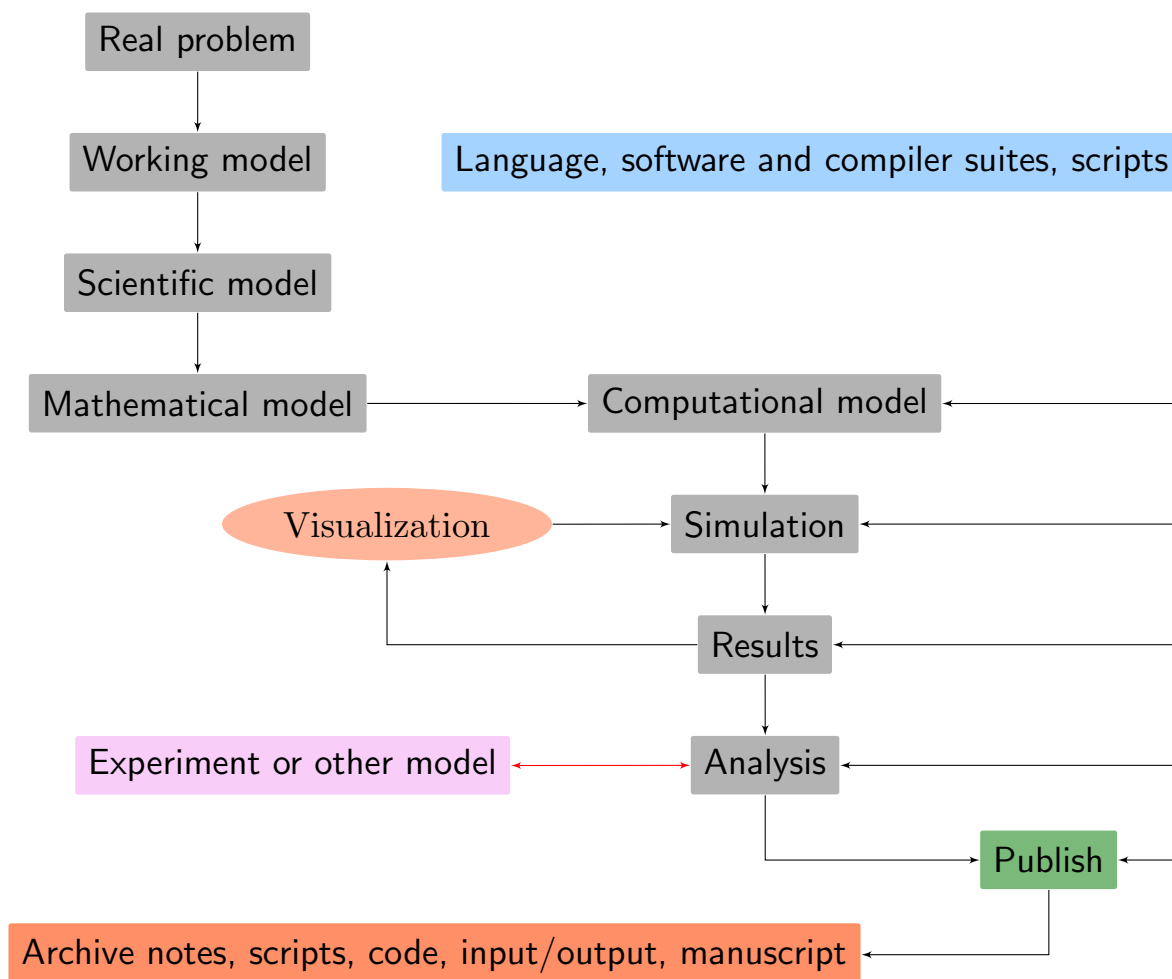 Real problem
Working model
Language, software and compiler suites, scripts
Scientific model
Mathematical model
Computational model
Visualization
Simulation
Results
Experiment or other model
Analysis
Publish
Archive notes, scripts, code, input/output, manuscript